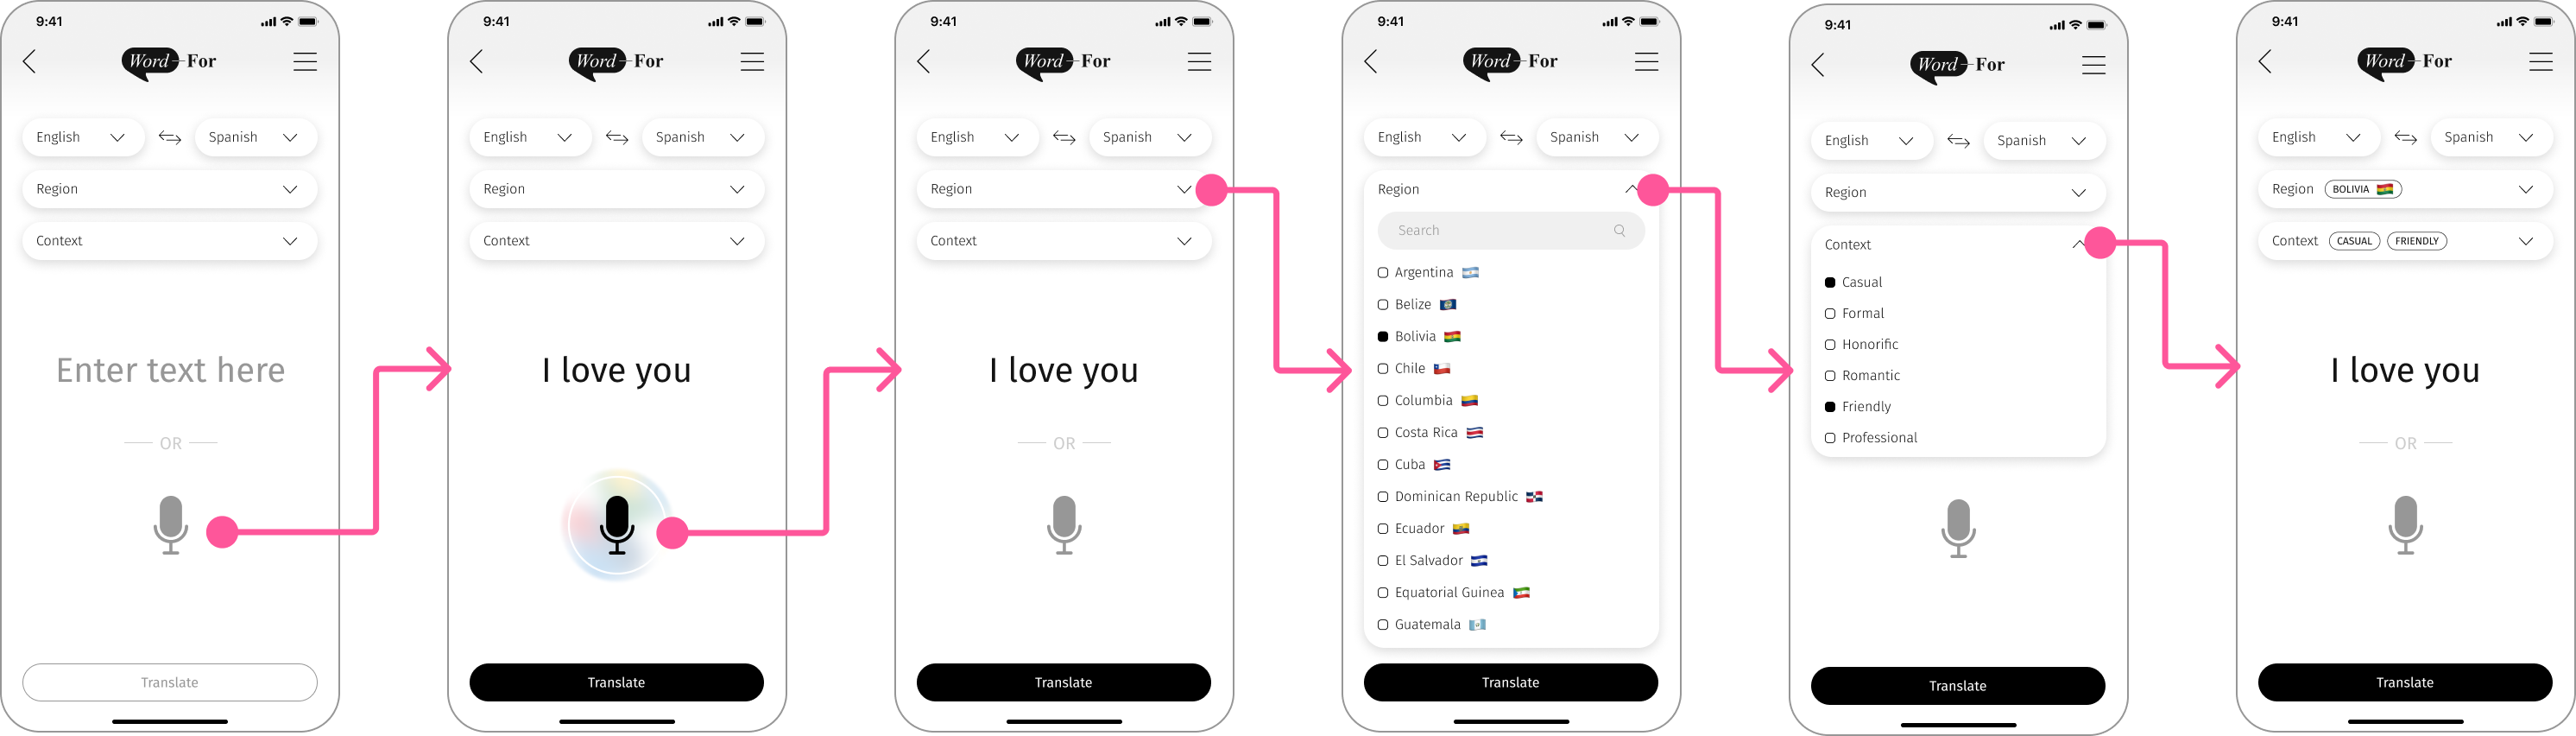 9:41
Word—For
English Spanish
Region
Context
Enter text here
OR
Translate
9:41
Word—For
English Spanish
Region
Context
I love you
Translate
9:41
Word—For
English Spanish
Region
Context
I love you
OR
Translate
9:41
Word—For
English Spanish
Region
Search
Argentina
Belize
Bolivia
Chile
Columbia
Costa Rica
Cuba
Dominican Republic
Ecuador
El Salvador
Equatorial Guinea
Guatemala
Translate
9:41
Word—For
English Spanish
Region
Context
Casual
Formal
Honorific
Romantic
Friendly
Professional
Translate
9:41
Word—For
English Spanish
Region BOLIVIA
Context CASUAL FRIENDLY
I love you
OR
Translate